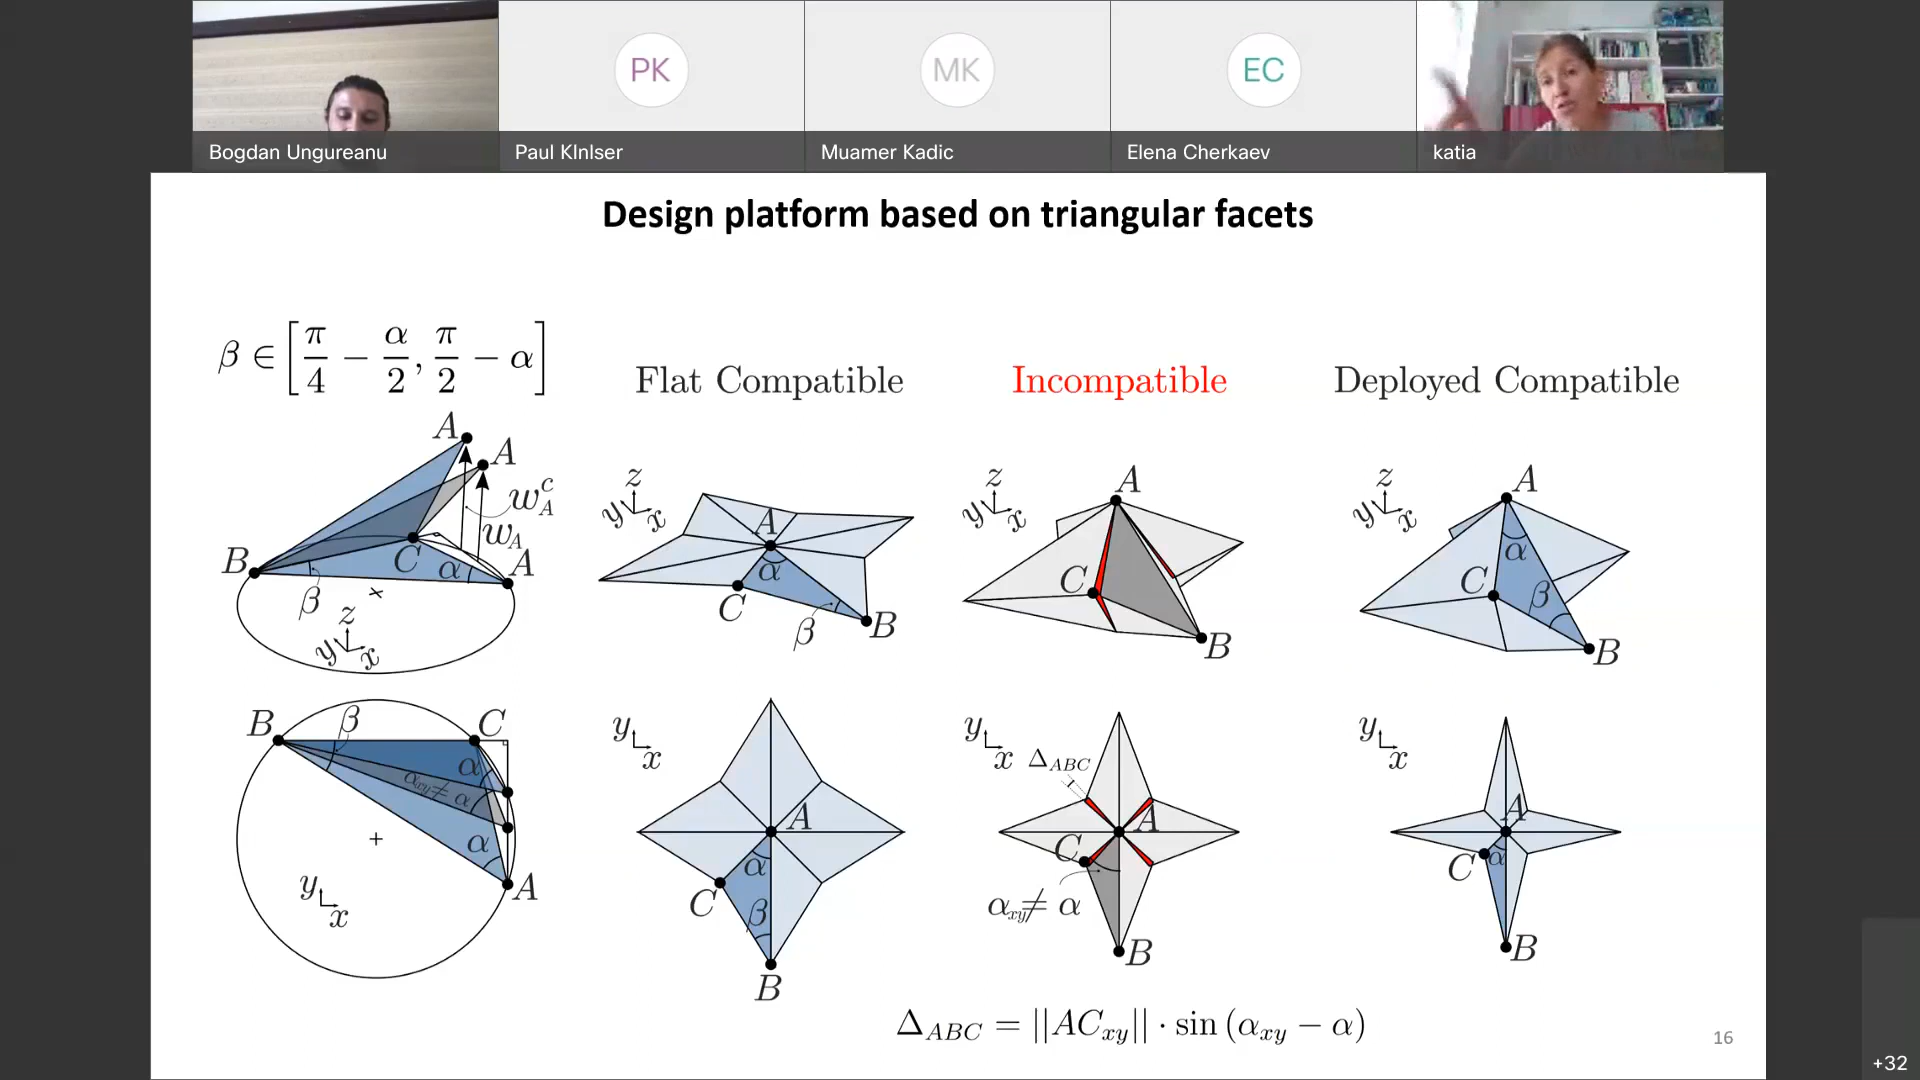 PK
MK
EC
Bogdan Ungureanu
Paul KInIser
Muamer Kadic
Elena Cherkaev
katia
Design platform based on triangular facets
β ∈ [π/4 − α/2, π/2 − α]
Flat Compatible
Incompatible
Deployed Compatible
A
A
w_A^c
w_A
B
C
α
A
β
z
y
x
z
y
x
A
α
C
β
B
z
y
x
A
C
B
z
y
x
A
α
C
β
B
B
β
C
α
α_xy ≠ α
α
A
y
x
y
x
A
α
C
β
B
y
x
Δ_ABC
A
C
α_xy ≠ α
B
y
x
A
C
α
B
Δ_ABC = ||AC_xy|| · sin (α_xy − α)
16
+32